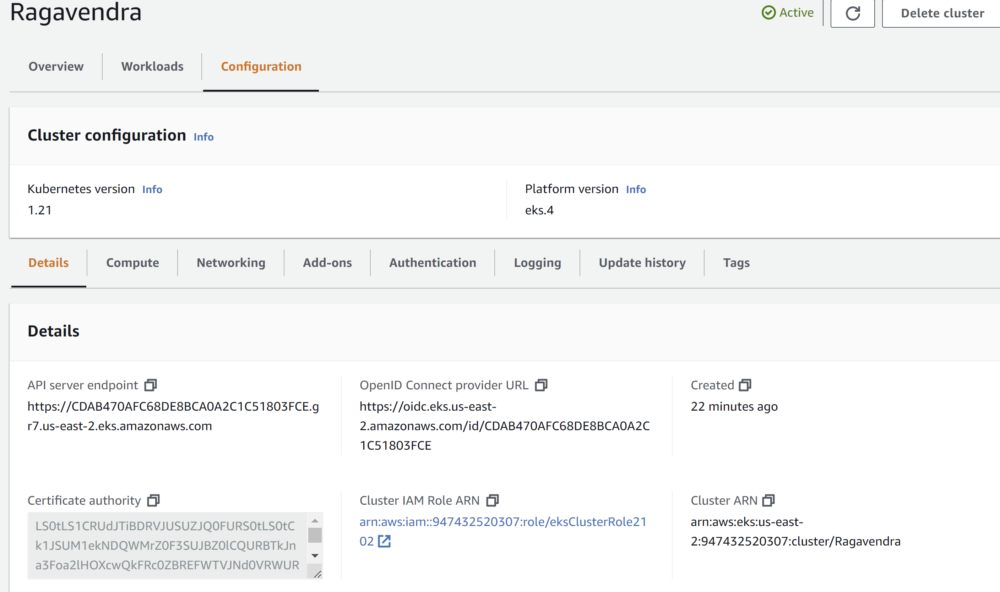 Ragavendra
Active
Delete cluster
Overview
Workloads
Configuration
Cluster configuration Info
Kubernetes version Info
1.21
Platform version Info
eks.4
Details
Compute
Networking
Add-ons
Authentication
Logging
Update history
Tags
Details
API server endpoint
https://CDAB470AFC68DE8BCA0A2C1C51803FCE.g
r7.us-east-2.eks.amazonaws.com
OpenID Connect provider URL
https://oidc.eks.us-east-
2.amazonaws.com/id/CDAB470AFC68DE8BCA0A2C
1C51803FCE
Created
22 minutes ago
Certificate authority
LS0tLS1CRUdJTiBDRVJUSUZJQ0FURS0tLS0tC
k1JSUM1ekNDQWMrZ0F3SUJBZ0lCQURBTkJn
a3Foa2lHOXcwQkFRc0ZBREFWTVJNd0VRWUR
Cluster IAM Role ARN
arn:aws:iam::947432520307:role/eksClusterRole21
02
Cluster ARN
arn:aws:eks:us-east-
2:947432520307:cluster/Ragavendra